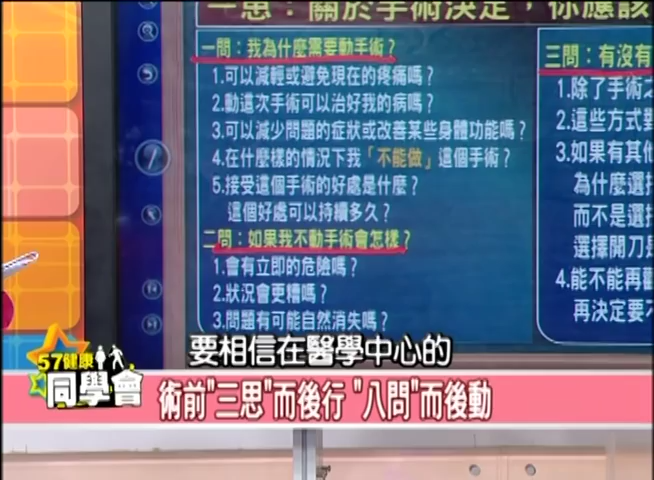 一思：關於手術決定，你應該
一問：我為什麼需要動手術？
1.可以減輕或避免現在的疼痛嗎？
2.動這次手術可以治好我的病嗎？
3.可以減少問題的症狀或改善某些身體功能嗎？
4.在什麼樣的情況下我「不能做」這個手術？
5.接受這個手術的好處是什麼？
這個好處可以持續多久？
二問：如果我不動手術會怎樣？
1.會有立即的危險嗎？
2.狀況會更糟嗎？
3.問題有可能自然消失嗎？
三問：有沒有
1.除了手術之
2.這些方式對
3.如果有其他
為什麼選擇
而不是選擇
選擇開刀是
4.能不能再觀
再決定要不
要相信在醫學中心的
57健康
同學會
術前"三思"而後行 "八問"而後動